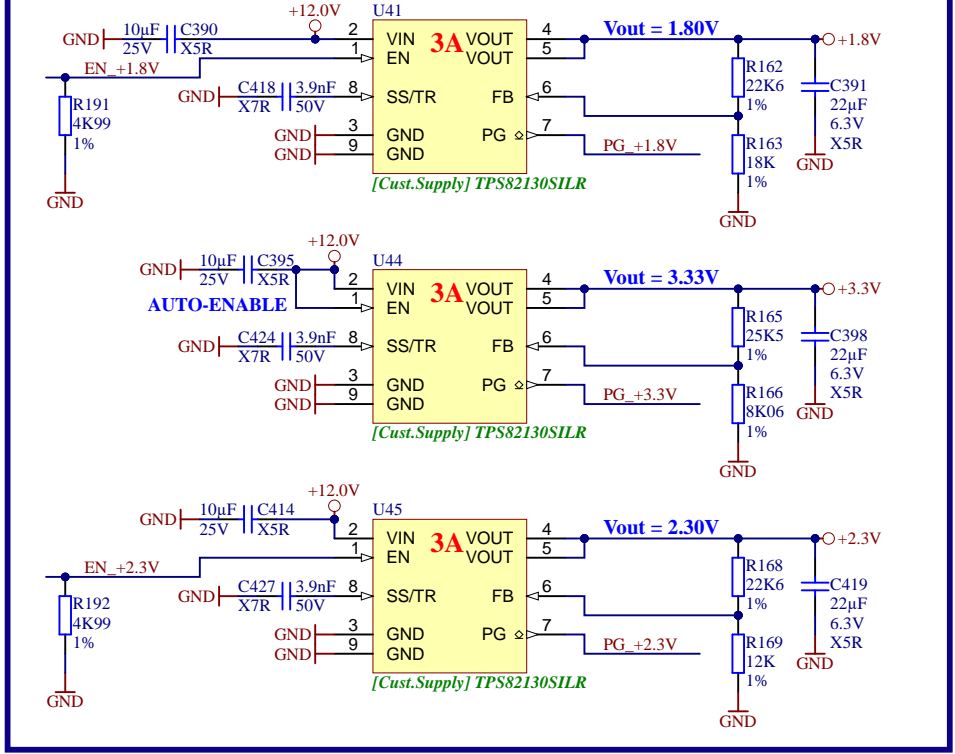 +12.0V
U41
10µF C390
GND
25V X5R
2 VIN 3A VOUT 4
1 EN VOUT 5
Vout = 1.80V
+1.8V
EN_+1.8V
R191
4K99
1%
GND
C418 3.9nF
GND
X7R 50V
8 SS/TR FB 6
GND 3 GND PG 7
GND 9 GND
PG_+1.8V
R162
22K6
1%
R163
18K
1%
GND
C391
22µF
6.3V
X5R
GND
[Cust.Supply] TPS82130SILR
+12.0V
U44
10µF C395
GND
25V X5R
AUTO-ENABLE
2 VIN 3A VOUT 4
1 EN VOUT 5
Vout = 3.33V
+3.3V
C424 3.9nF
GND
X7R 50V
8 SS/TR FB 6
GND 3 GND PG 7
GND 9 GND
PG_+3.3V
R165
25K5
1%
R166
8K06
1%
GND
C398
22µF
6.3V
X5R
GND
[Cust.Supply] TPS82130SILR
+12.0V
U45
10µF C414
GND
25V X5R
2 VIN 3A VOUT 4
1 EN VOUT 5
Vout = 2.30V
+2.3V
EN_+2.3V
R192
4K99
1%
GND
C427 3.9nF
GND
X7R 50V
8 SS/TR FB 6
GND 3 GND PG 7
GND 9 GND
PG_+2.3V
R168
22K6
1%
R169
12K
1%
GND
C419
22µF
6.3V
X5R
GND
[Cust.Supply] TPS82130SILR